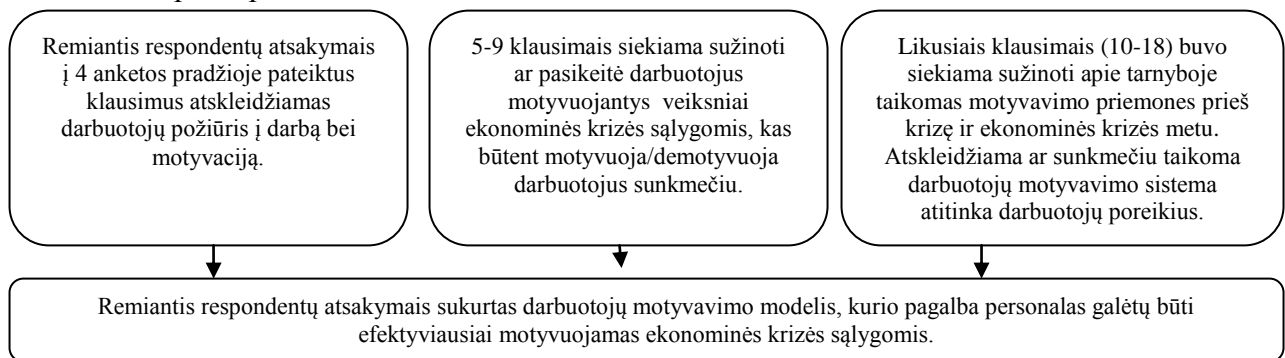 Remiantis respondentų atsakymais
į 4 anketos pradžioje pateiktus
klausimus atskleidžiamas
darbuotojų požiūris į darbą bei
motyvaciją.
5-9 klausimais siekiama sužinoti
ar pasikeitė darbuotojus
motyvuojantys veiksniai
ekonominės krizės sąlygomis, kas
būtent motyvuoja/demotyvuoja
darbuotojus sunkmečiu.
Likusiais klausimais (10-18) buvo
siekiama sužinoti apie tarnyboje
taikomas motyvavimo priemones prieš
krizę ir ekonominės krizės metu.
Atskleidžiama ar sunkmečiu taikoma
darbuotojų motyvavimo sistema
atitinka darbuotojų poreikius.
Remiantis respondentų atsakymais sukurtas darbuotojų motyvavimo modelis, kurio pagalba personalas galėtų būti
efektyviausiai motyvuojamas ekonominės krizės sąlygomis.